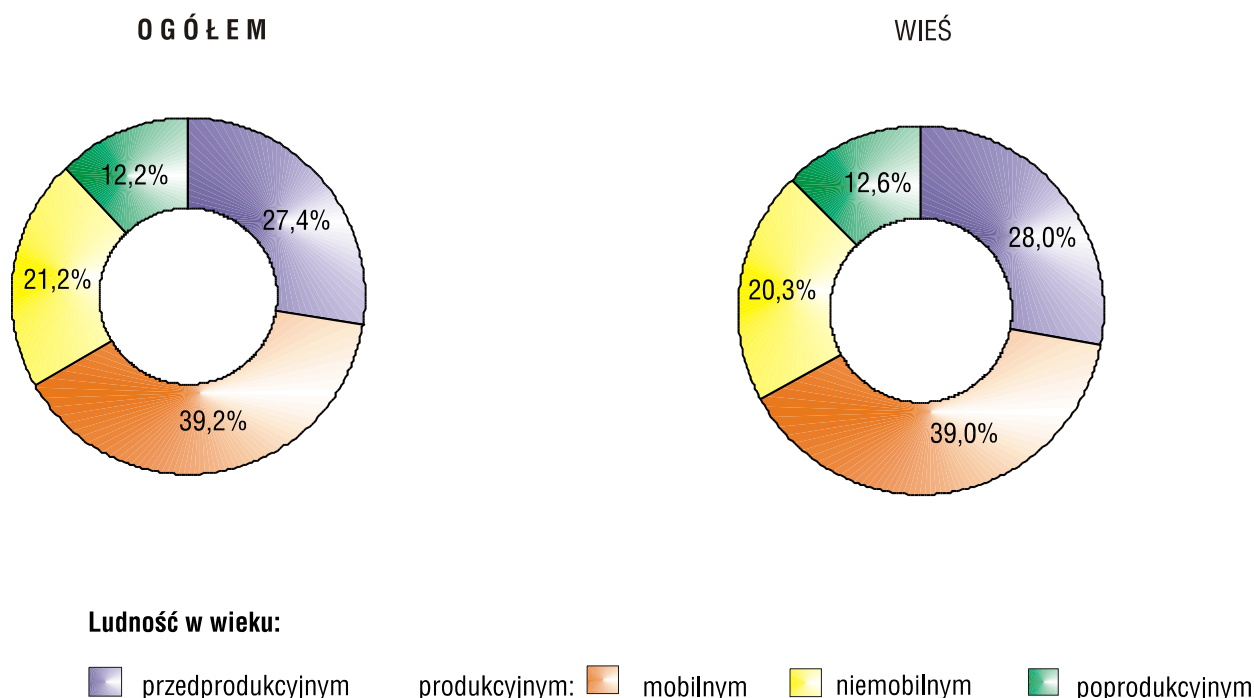 OGÓŁEM
12,2%
27,4%
21,2%
39,2%
WIEŚ
12,6%
28,0%
20,3%
39,0%
Ludność w wieku:
przedprodukcyjnym produkcyjnym: mobilnym niemobilnym poprodukcyjnym